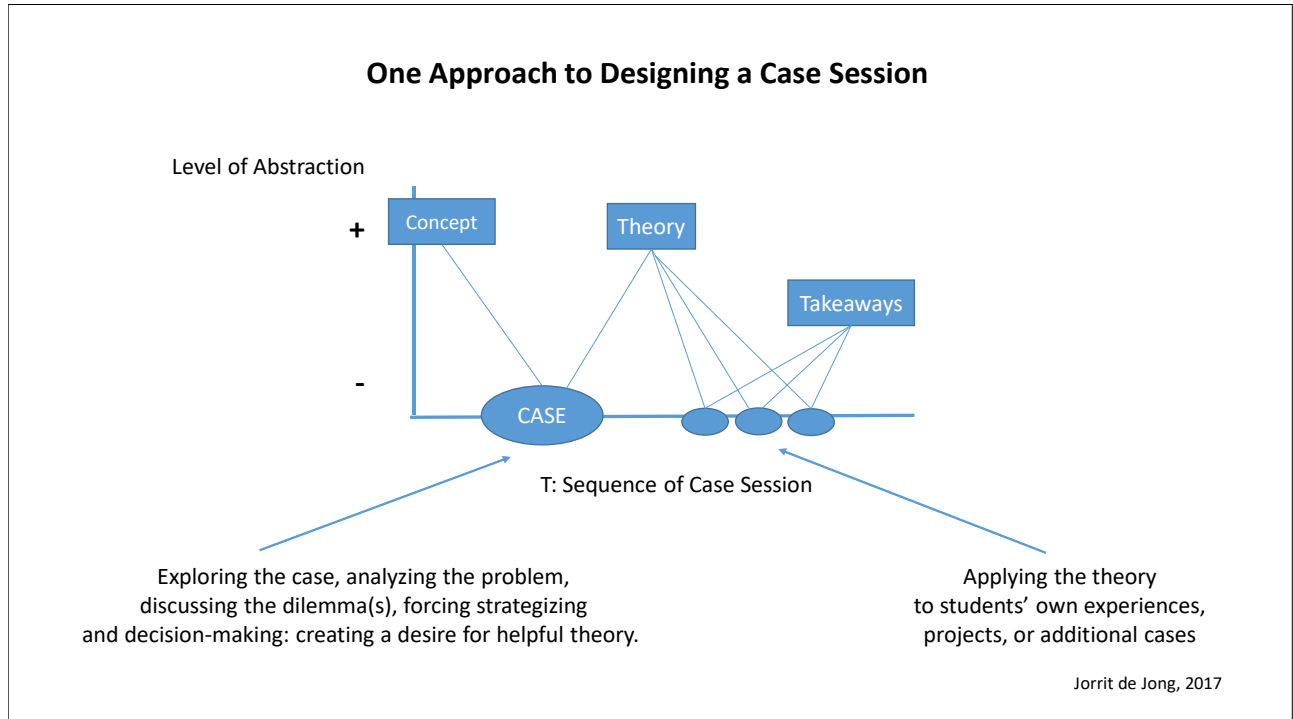 One Approach to Designing a Case Session
Level of Abstraction
+
Concept
Theory
Takeaways
-
CASE
T: Sequence of Case Session
Exploring the case, analyzing the problem,
discussing the dilemma(s), forcing strategizing
and decision-making: creating a desire for helpful theory.
Applying the theory
to students’ own experiences,
projects, or additional cases
Jorrit de Jong, 2017